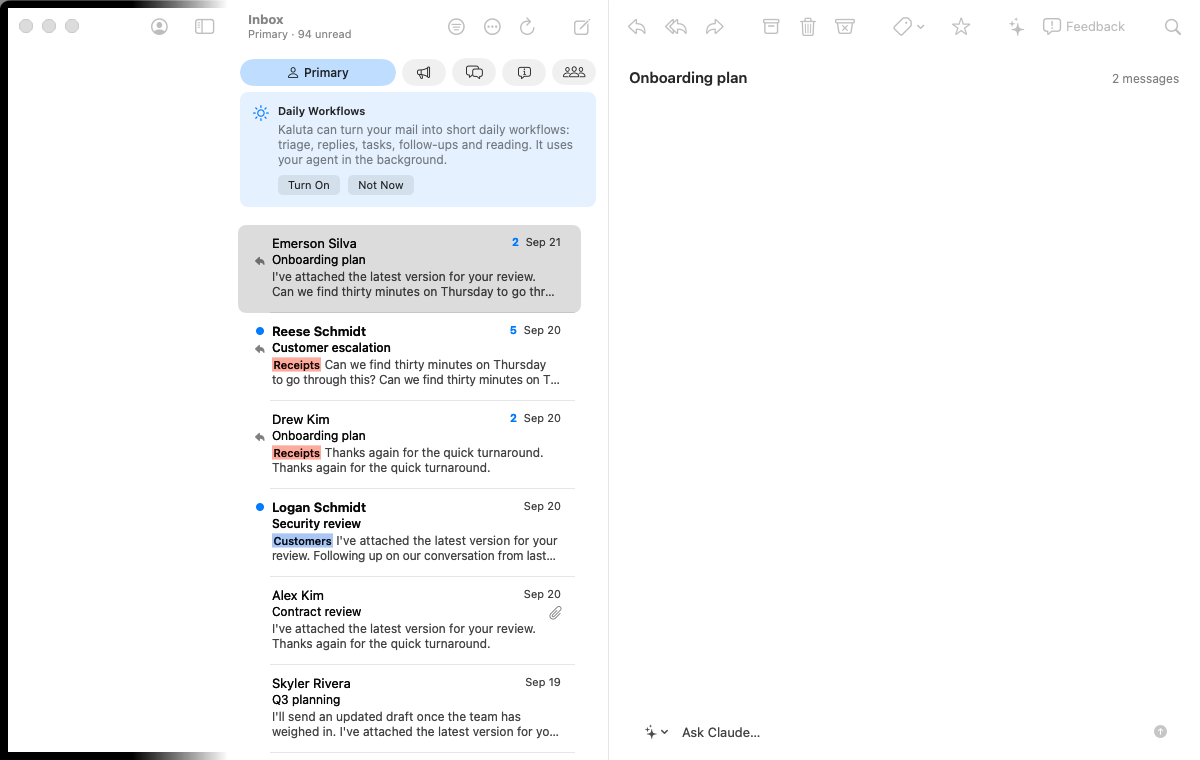 Inbox
Primary · 94 unread
Feedback
Primary
Daily Workflows
Kaluta can turn your mail into short daily workflows:
triage, replies, tasks, follow-ups and reading. It uses
your agent in the background.
Turn On
Not Now
Emerson Silva
2 Sep 21
Onboarding plan
I've attached the latest version for your review.
Can we find thirty minutes on Thursday to go thr...
Reese Schmidt
5 Sep 20
Customer escalation
Receipts Can we find thirty minutes on Thursday
to go through this? Can we find thirty minutes on T...
Drew Kim
2 Sep 20
Onboarding plan
Receipts Thanks again for the quick turnaround.
Thanks again for the quick turnaround.
Logan Schmidt
Sep 20
Security review
Customers I've attached the latest version for your
review. Following up on our conversation from last...
Alex Kim
Sep 20
Contract review
I've attached the latest version for your review.
Thanks again for the quick turnaround.
Skyler Rivera
Sep 19
Q3 planning
I'll send an updated draft once the team has
weighed in. I've attached the latest version for yo...
Onboarding plan
2 messages
Ask Claude...